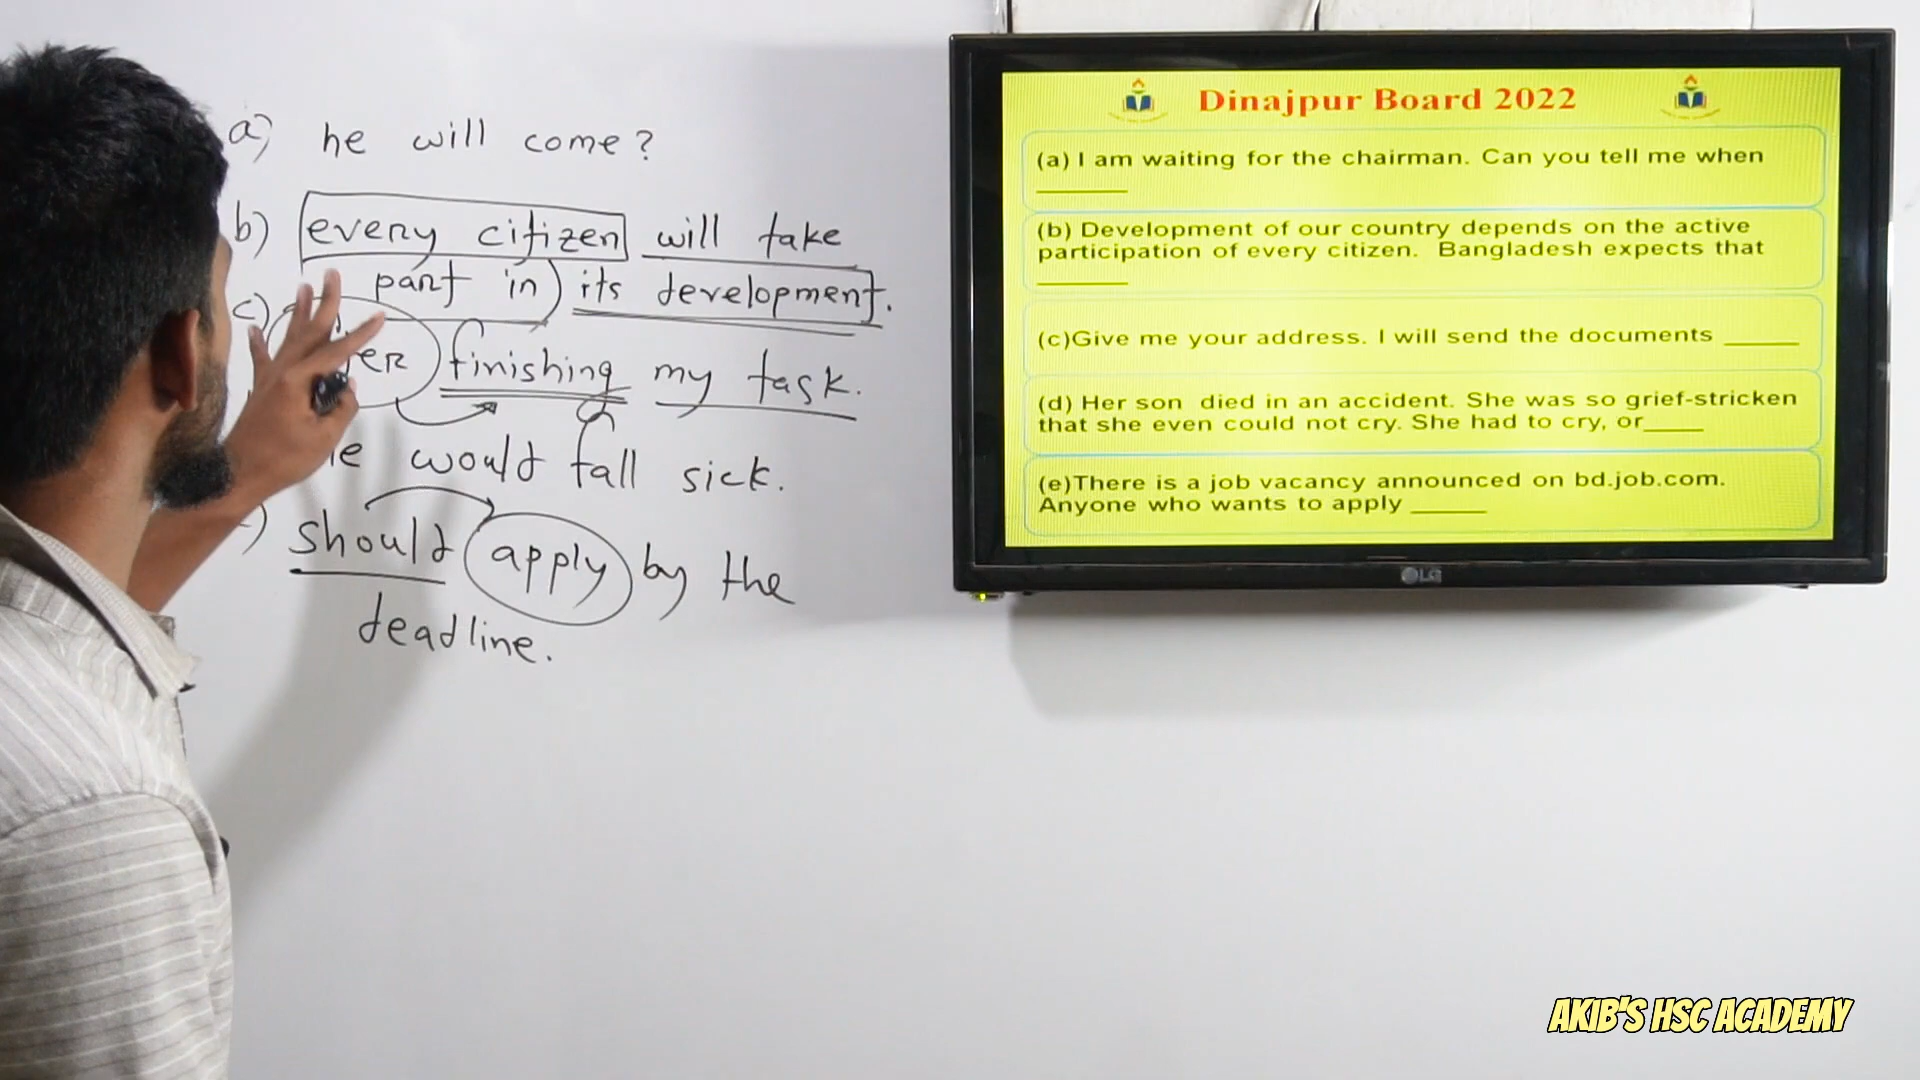 a) he will come?
b) every citizen will take
part in its development.
c) finishing my task.
would fall sick.
should apply by the
deadline.
Dinajpur Board 2022
(a) I am waiting for the chairman. Can you tell me when
______
(b) Development of our country depends on the active
participation of every citizen. Bangladesh expects that
______
(c)Give me your address. I will send the documents _____
(d) Her son died in an accident. She was so grief-stricken
that she even could not cry. She had to cry, or____
(e)There is a job vacancy announced on bd.job.com.
Anyone who wants to apply _____
LG
AKIB'S HSC ACADEMY